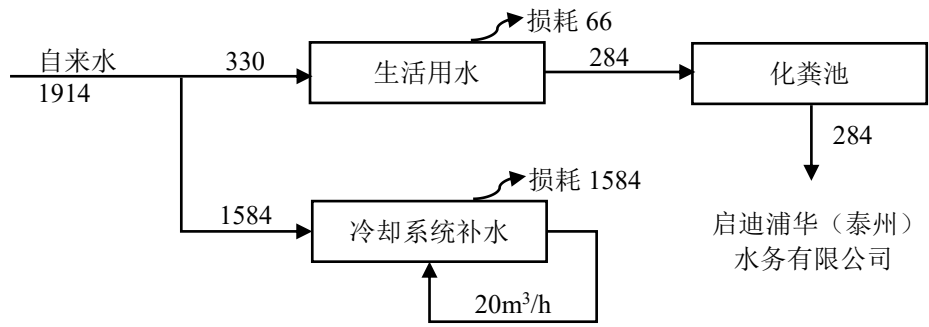 损耗 66
自来水
330
生活用水
284
化粪池
1914
284
损耗 1584
1584
冷却系统补水
启迪浦华（泰州）
水务有限公司
20m³/h